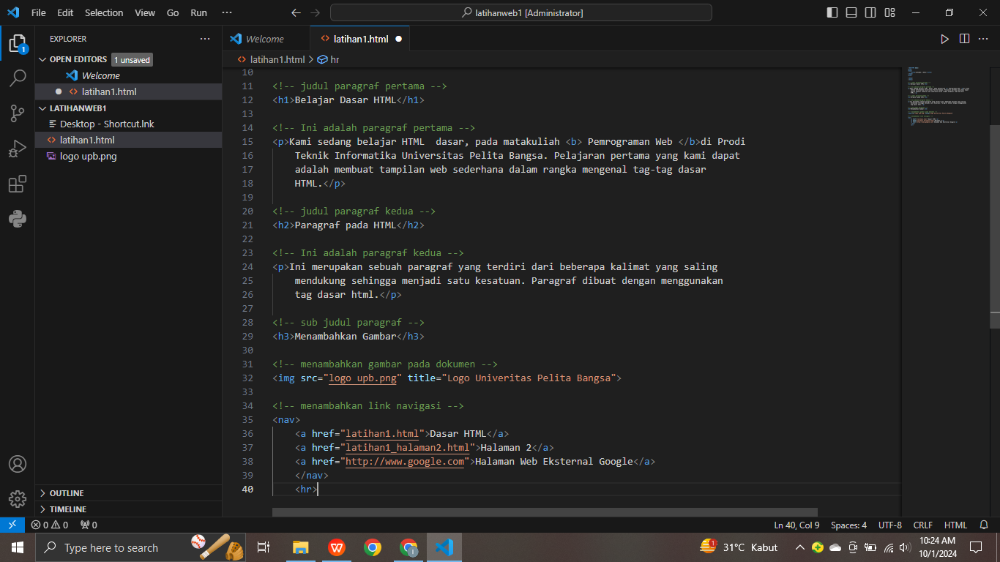 File Edit Selection View Go Run ···
latihanweb1 [Administrator]
EXPLORER ···
OPEN EDITORS 1 unsaved
Welcome
latihan1.html
LATIHANWEB1
Desktop - Shortcut.lnk
latihan1.html
logo upb.png
OUTLINE
TIMELINE
1
Welcome
latihan1.html
latihan1.html > hr
10
11 <!-- judul paragraf pertama -->
12 <h1>Belajar Dasar HTML</h1>
13
14 <!-- Ini adalah paragraf pertama -->
15 <p>Kami sedang belajar HTML  dasar, pada matakuliah <b> Pemrograman Web </b>di Prodi
16     Teknik Informatika Universitas Pelita Bangsa. Pelajaran pertama yang kami dapat
17     adalah membuat tampilan web sederhana dalam rangka mengenal tag-tag dasar
18     HTML.</p>
19
20 <!-- judul paragraf kedua -->
21 <h2>Paragraf pada HTML</h2>
22
23 <!-- Ini adalah paragraf kedua -->
24 <p>Ini merupakan sebuah paragraf yang terdiri dari beberapa kalimat yang saling
25     mendukung sehingga menjadi satu kesatuan. Paragraf dibuat dengan menggunakan
26     tag dasar html.</p>
27
28 <!-- sub judul paragraf -->
29 <h3>Menambahkan Gambar</h3>
30
31 <!-- menambahkan gambar pada dokumen -->
32 <img src="logo upb.png" title="Logo Univeritas Pelita Bangsa">
33
34 <!-- menambahkan link navigasi -->
35 <nav>
36     <a href="latihan1.html">Dasar HTML</a>
37     <a href="latihan1_halaman2.html">Halaman 2</a>
38     <a href="http://www.google.com">Halaman Web Eksternal Google</a>
39     </nav>
40     <hr>
0 0 0
Ln 40, Col 9 Spaces: 4 UTF-8 CRLF HTML
Type here to search
1 31°C Kabut
10:24 AM
10/1/2024